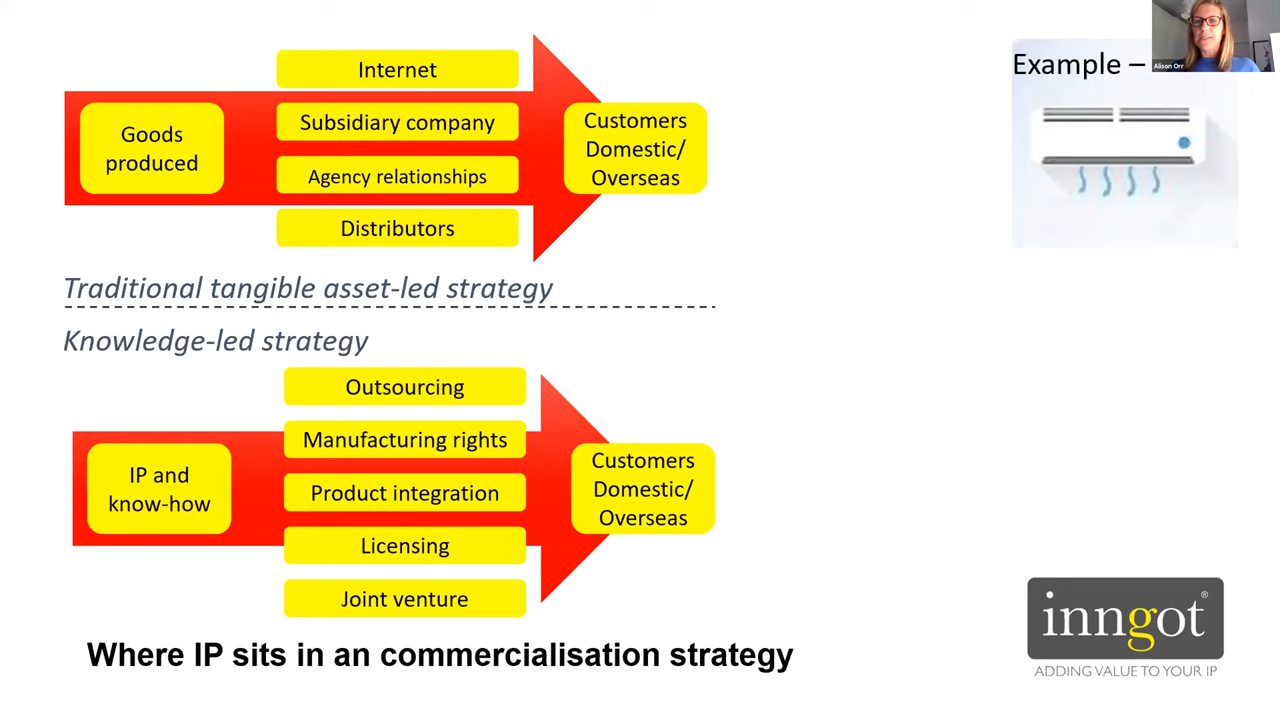 Internet
Subsidiary company
Agency relationships
Distributors
Goods
produced
Customers
Domestic/
Overseas
Example –
Alison Orr
Traditional tangible asset-led strategy
Knowledge-led strategy
Outsourcing
Manufacturing rights
Product integration
Licensing
Joint venture
IP and
know-how
Customers
Domestic/
Overseas
Where IP sits in an commercialisation strategy
inngot®
ADDING VALUE TO YOUR IP